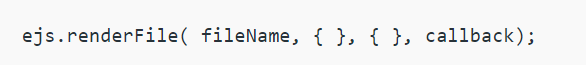 ejs.renderFile( fileName, { }, { }, callback);